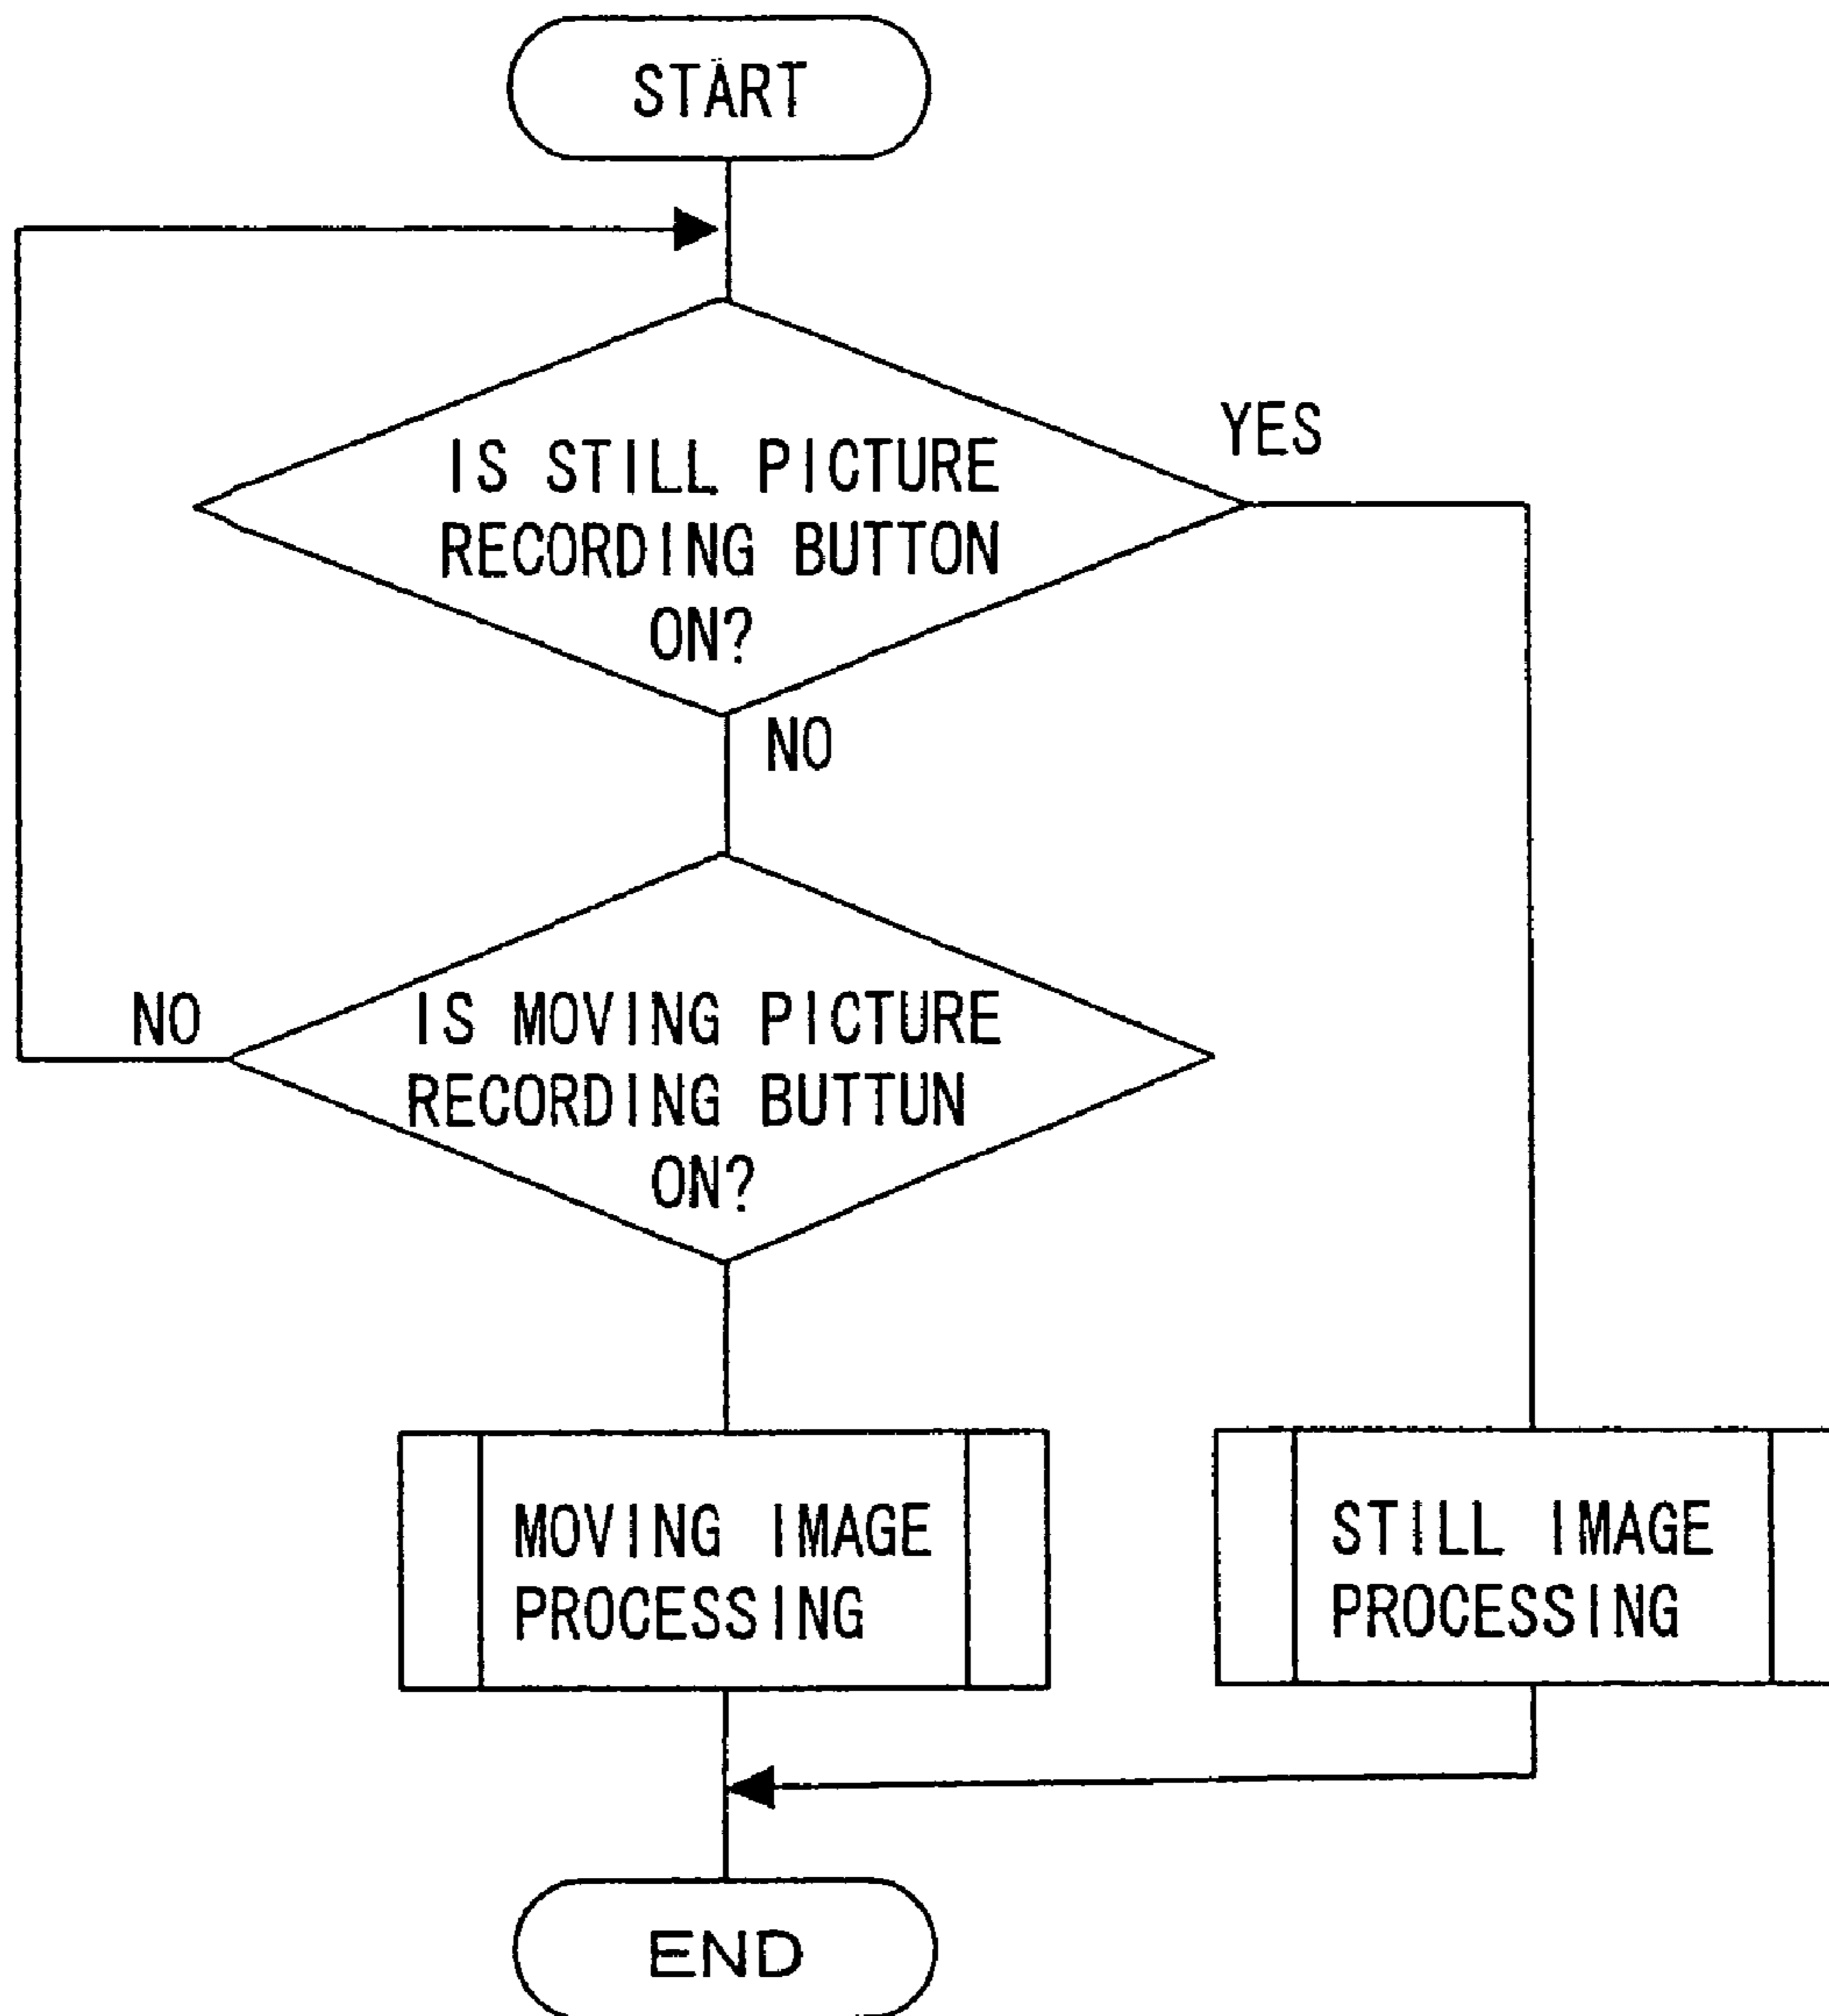 START
IS STILL PICTURE
RECORDING BUTTON
ON?
YES
NO
IS MOVING PICTURE
RECORDING BUTTUN
ON?
NO
MOVING IMAGE
PROCESSING
STILL IMAGE
PROCESSING
END